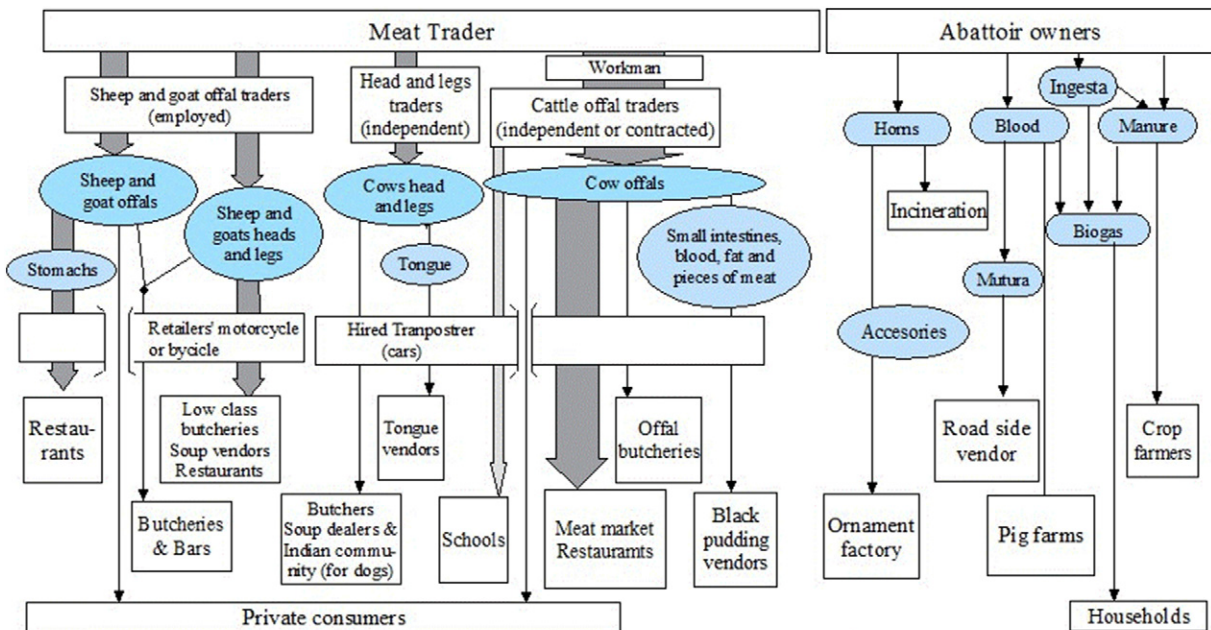 Meat Trader
Abattoir owners
Sheep and goat offal traders
(employed)
Head and legs
traders
(independent)
Workman
Cattle offal traders
(independent or contracted)
Ingesta
Horns
Blood
Manure
Sheep and
goat offals
Sheep and
goats heads
and legs
Cows head
and legs
Cow offals
Stomachs
Tongue
Small intestines,
blood, fat and
pieces of meat
Incineration
Biogas
Mutura
Accesories
Retailers' motorcycle
or bycicle
Hired Tranpostrer
(cars)
Restau-
rants
Low class
butcheries
Soup vendors
Restaurants
Tongue
vendors
Offal
butcheries
Road side
vendor
Crop
farmers
Butcheries
& Bars
Butchers
Soup dealers &
Indian commu-
nity (for dogs)
Schools
Meat market
Restauramts
Black
pudding
vendors
Ornament
factory
Pig farms
Private consumers
Households